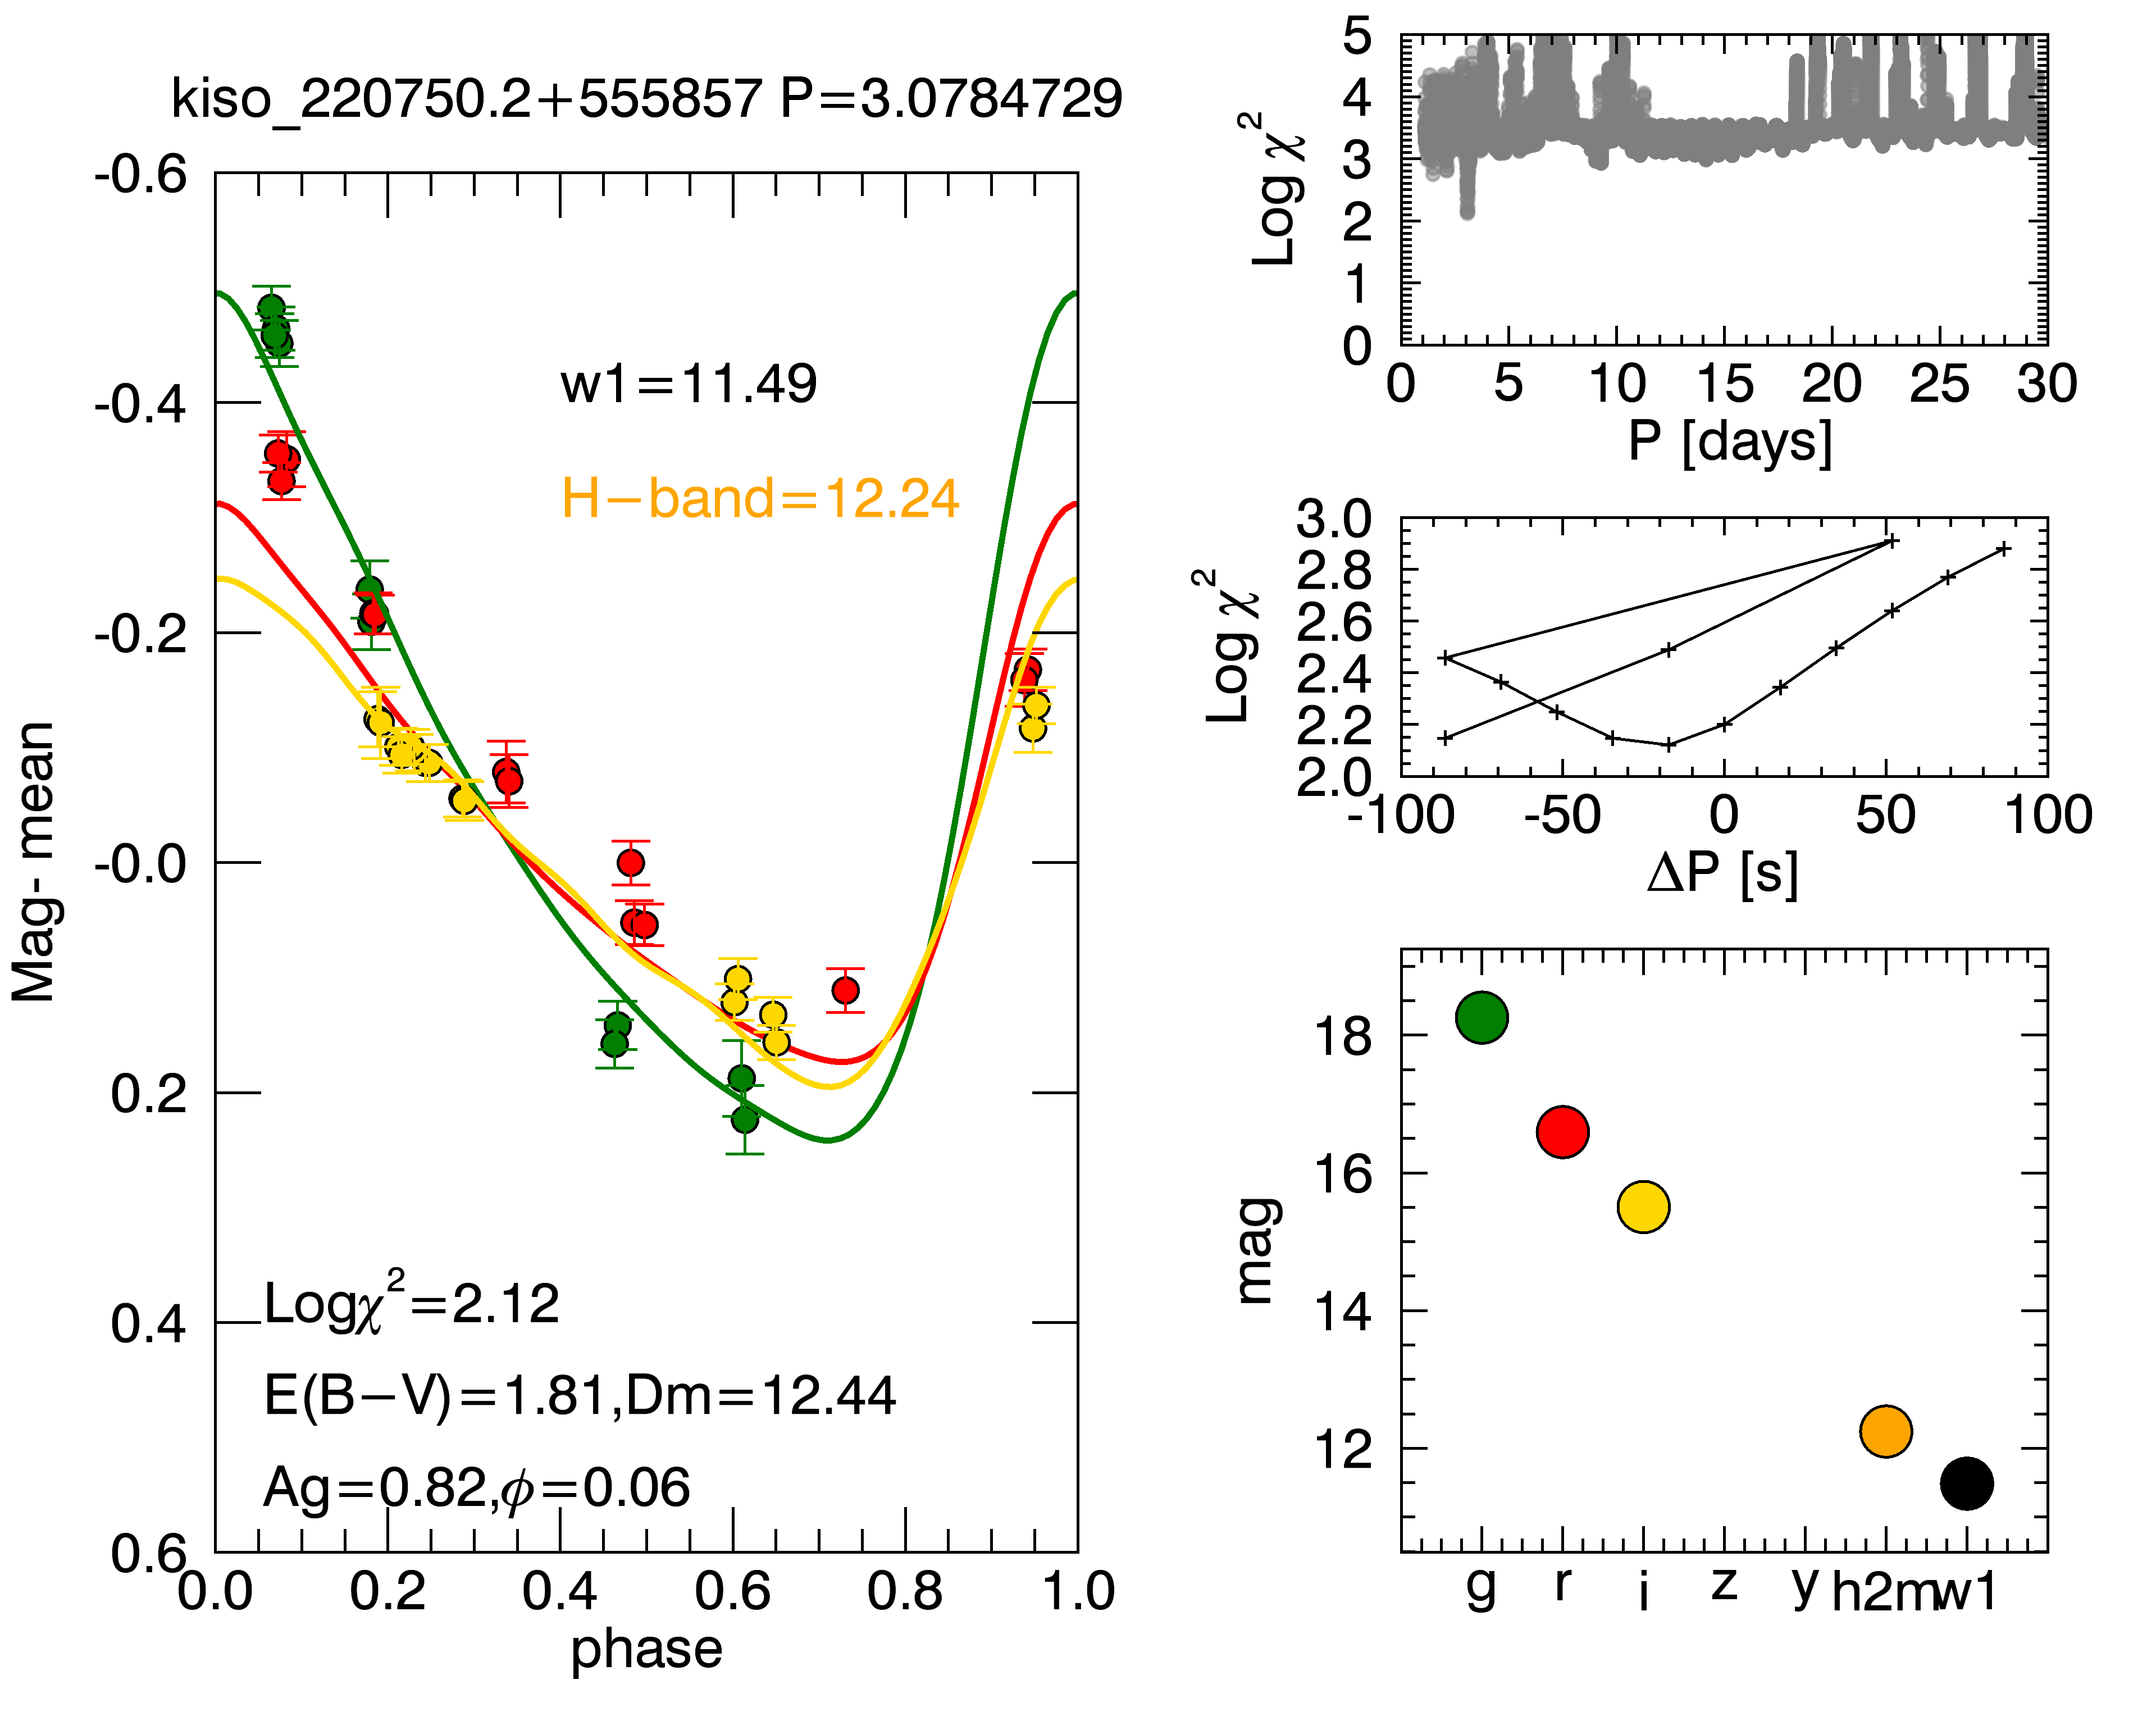 kiso_220750.2+555857 P=3.0784729
-0.6
-0.4
-0.2
-0.0
0.2
0.4
0.6
Mag- mean
w1=11.49
H-band=12.24
Logχ²=2.12
E(B-V)=1.81,Dm=12.44
Ag=0.82,ϕ=0.06
0.0 0.2 0.4 0.6 0.8 1.0
phase
5
4
3
2
1
0
Log χ²
0 5 10 15 20 25 30
P [days]
3.0
2.8
2.6
2.4
2.2
2.0
Log χ²
-100 -50 0 50 100
ΔP [s]
18
16
14
12
mag
g r i z y h2m w1